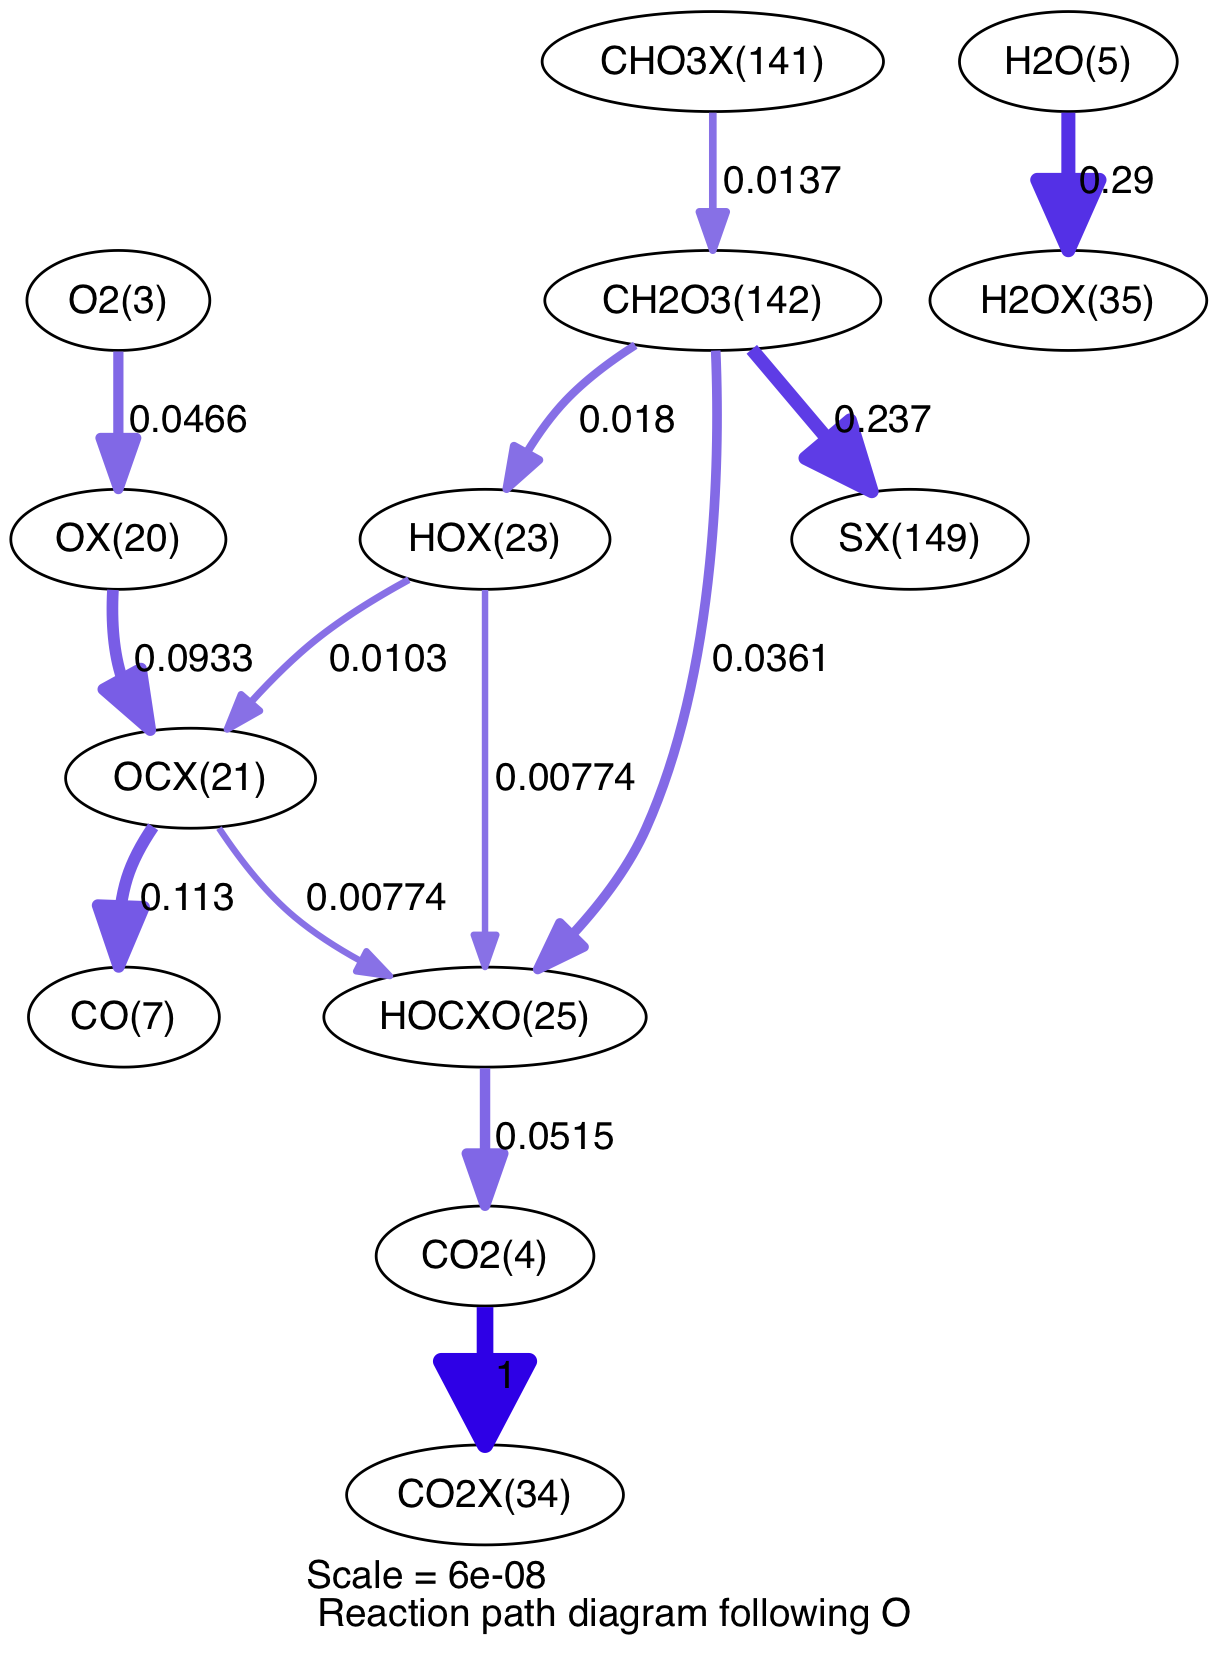 CHO3X(141)
H2O(5)
0.0137
0.29
O2(3)
CH2O3(142)
H2OX(35)
0.0466
0.018
0.237
OX(20)
HOX(23)
SX(149)
0.0933
0.0103
0.0361
OCX(21)
0.00774
0.113
0.00774
CO(7)
HOCXO(25)
0.0515
CO2(4)
1
CO2X(34)
Scale = 6e-08
Reaction path diagram following O